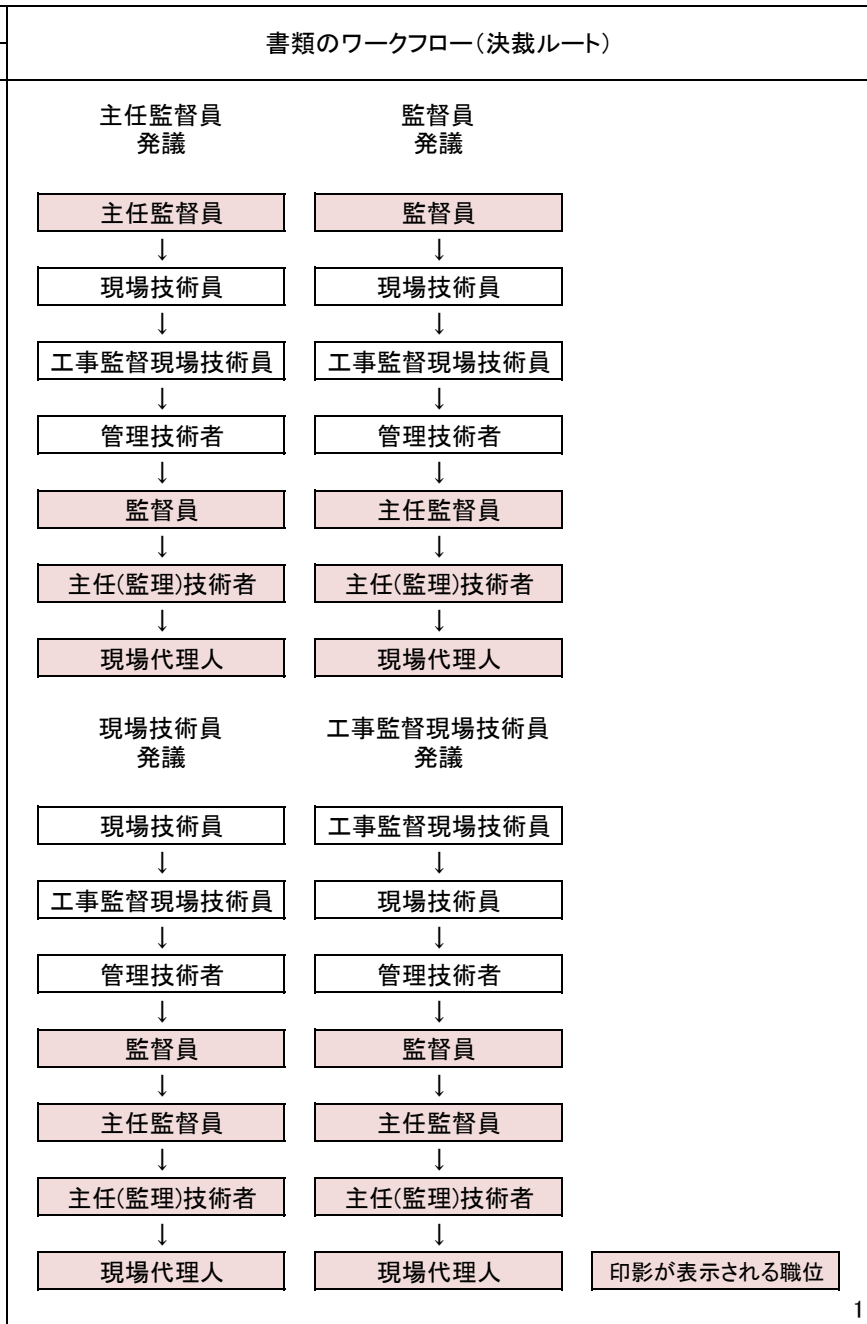 書類のワークフロー（決裁ルート）
主任監督員
発議
主任監督員
↓
現場技術員
↓
工事監督現場技術員
↓
管理技術者
↓
監督員
↓
主任(監理)技術者
↓
現場代理人
監督員
発議
監督員
↓
現場技術員
↓
工事監督現場技術員
↓
管理技術者
↓
主任監督員
↓
主任(監理)技術者
↓
現場代理人
現場技術員
発議
現場技術員
↓
工事監督現場技術員
↓
管理技術者
↓
監督員
↓
主任監督員
↓
主任(監理)技術者
↓
現場代理人
工事監督現場技術員
発議
工事監督現場技術員
↓
現場技術員
↓
管理技術者
↓
監督員
↓
主任監督員
↓
主任(監理)技術者
↓
現場代理人
印影が表示される職位
1